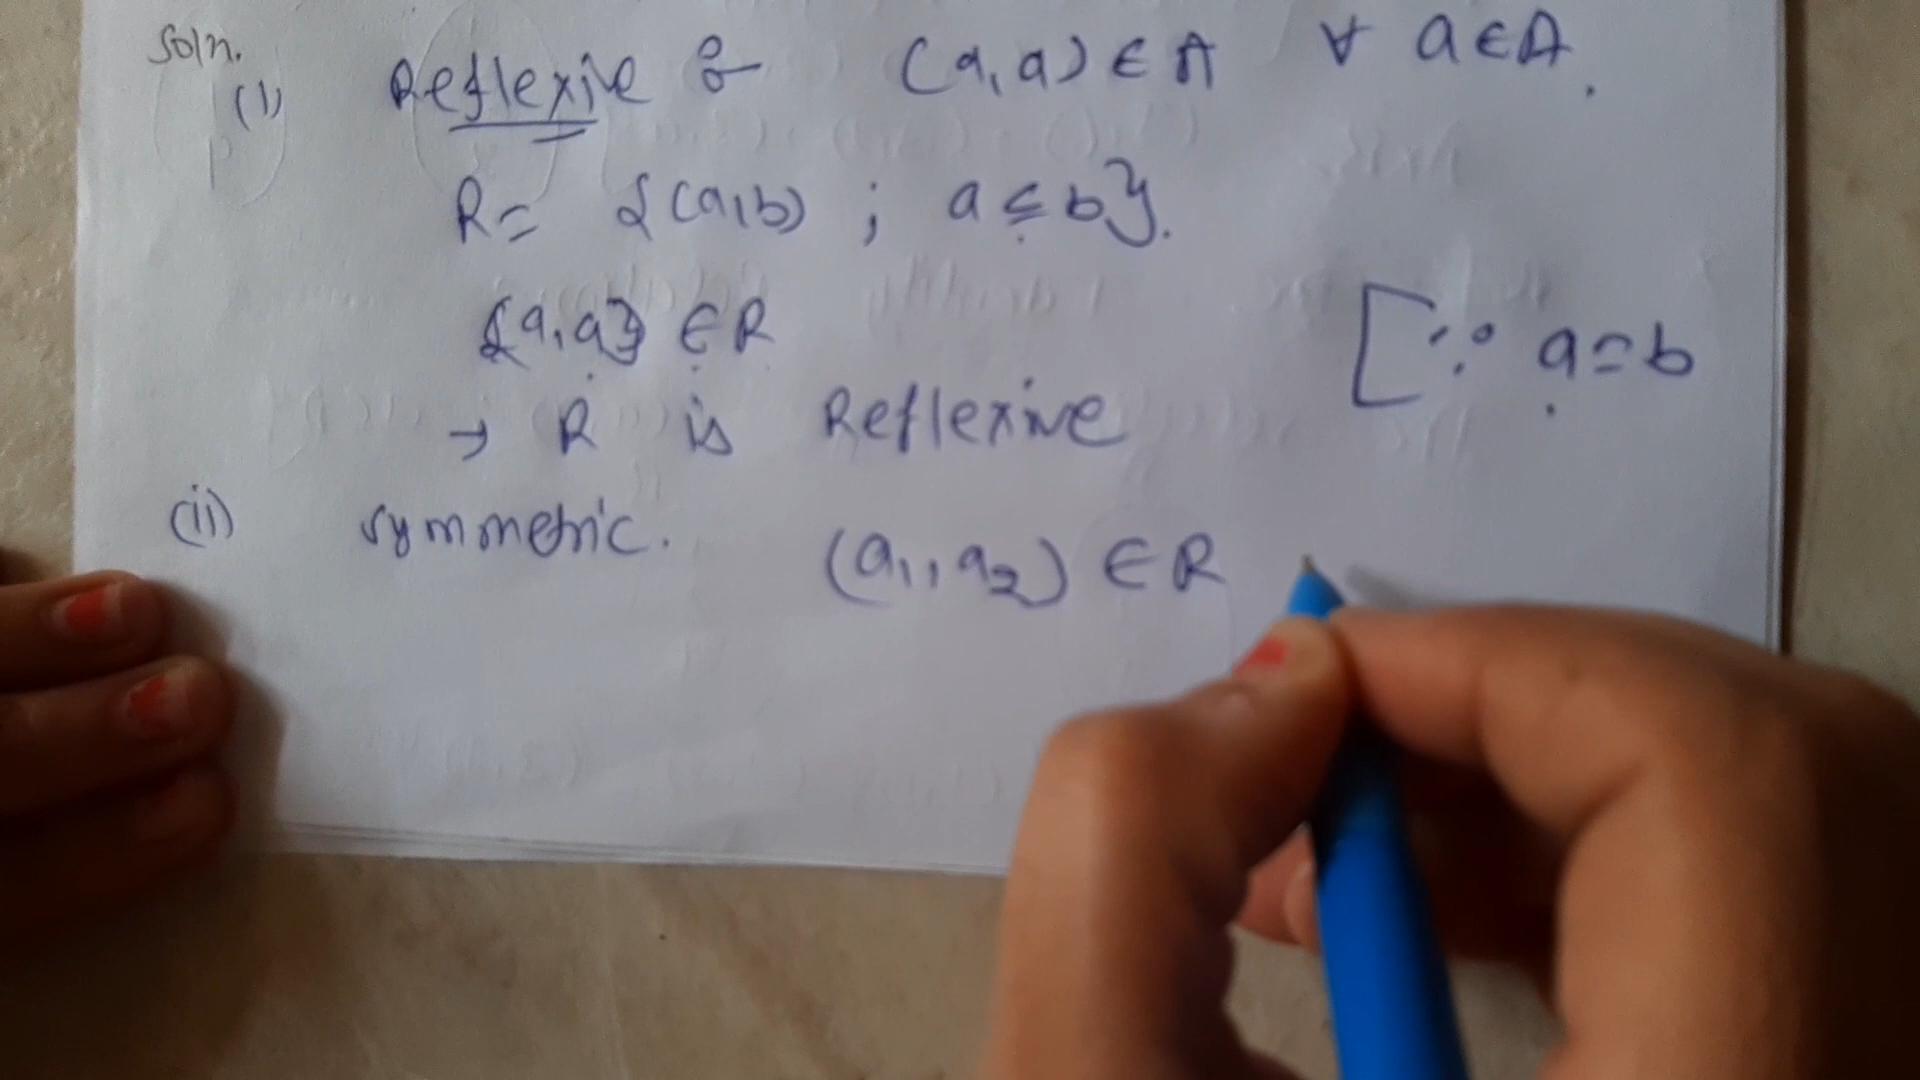 Soln.
(1) Reflexive :- (a, a) ∈ A ∀ a ∈ A.
R = {(a, b) ; a ≤ b}.
{a, a} ∈ R [∵ a = b
→ R is Reflexive
(ii) symmetric. (a₁, a₂) ∈ R